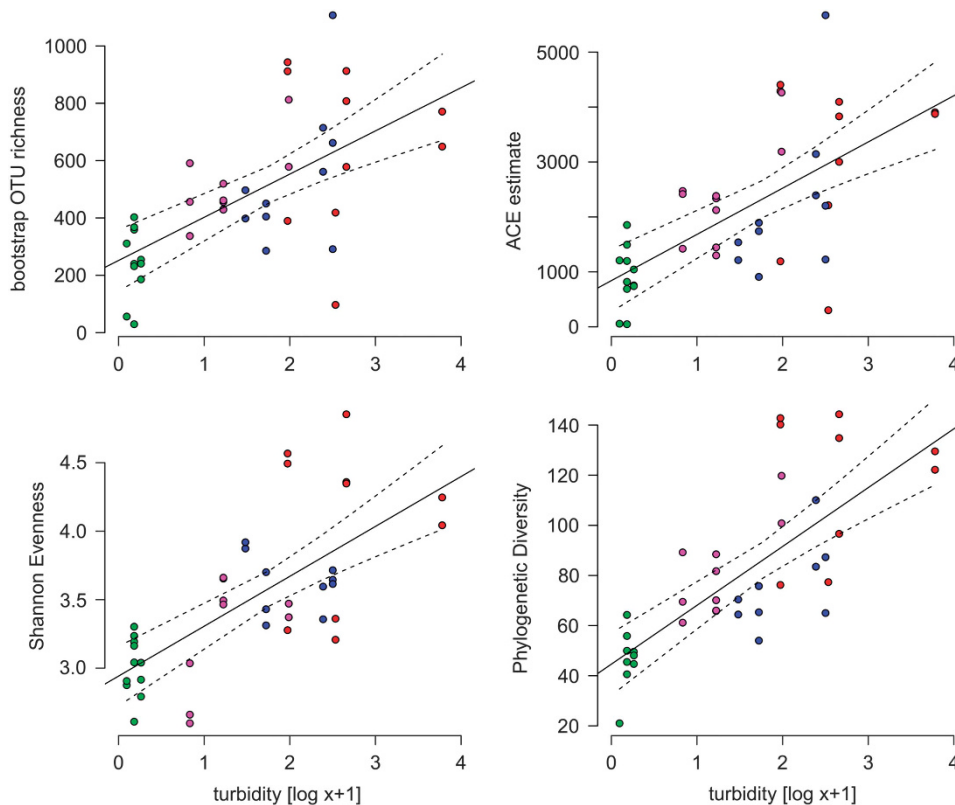 bootstrap OTU richness
1000
800
600
400
200
0
0 1 2 3 4
ACE estimate
5000
3000
1000
0
0 1 2 3 4
Shannon Evenness
4.5
4.0
3.5
3.0
0 1 2 3 4
turbidity [log x+1]
Phylogenetic Diversity
140
120
100
80
60
40
20
0 1 2 3 4
turbidity [log x+1]